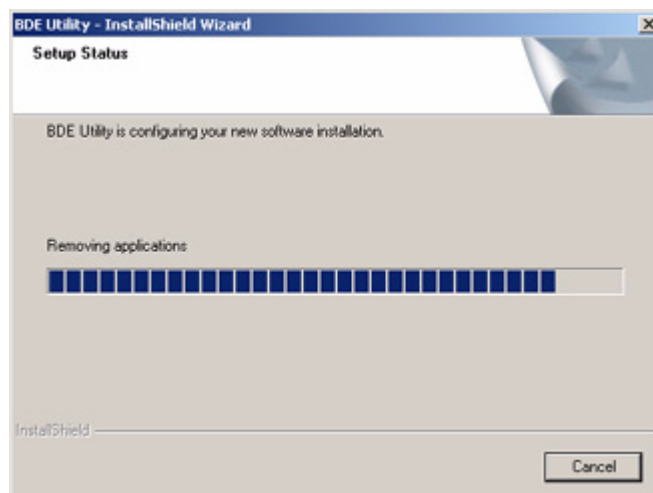 BDE Utility - InstallShield Wizard
Setup Status
BDE Utility is configuring your new software installation.
Removing applications
InstallShield
Cancel